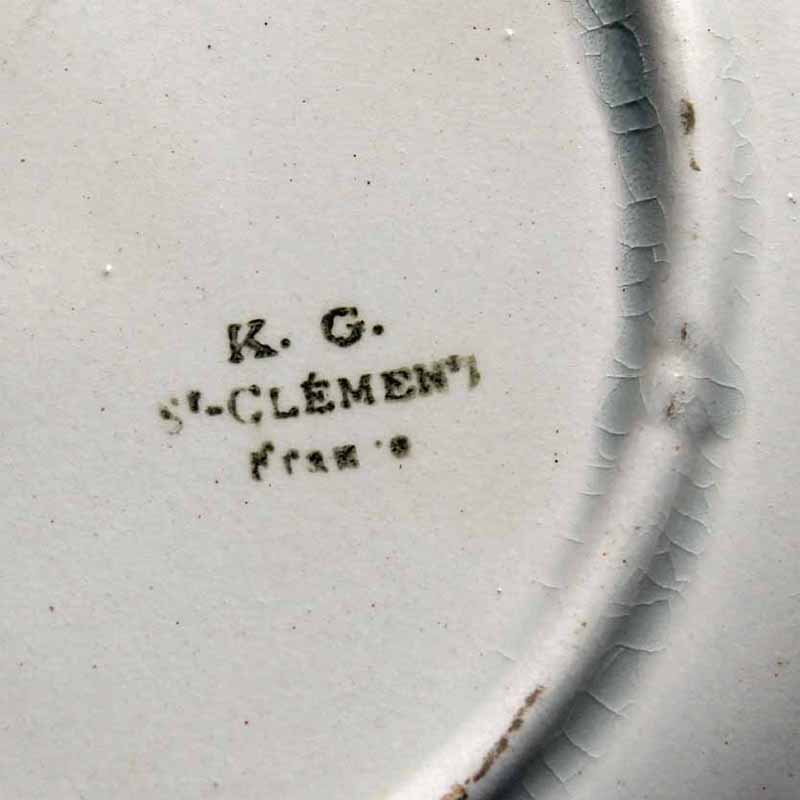 K. G.
St-CLÉMENT
France